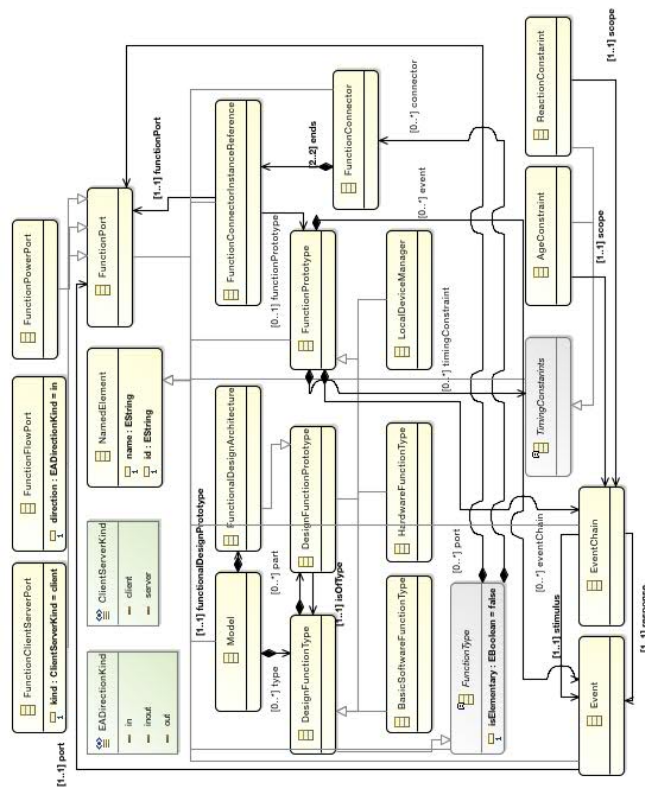 FunctionClientServerPort
kind : ClientServerKind = client
FunctionFlowPort
direction : EADirectionKind = in
FunctionPowerPort
[1..1] port
EADirectionKind
in
inout
out
ClientServerKind
client
server
NamedElement
name : EString
id : EString
FunctionPort
[1..1] functionPort
[1..1] functionalDesignPrototype
Model
FunctionalDesignArchitecture
FunctionConnectorInstanceReference
[0..*] type
[0..*] part
[0..1] functionPrototype
[2..2] ends
DesignFunctionType
DesignFunctionPrototype
FunctionPrototype
FunctionConnector
[1..1] isOfType
BasicSoftwareFunctionType
HardwareFunctionType
LocalDeviceManager
[0..*] connector
[0..*] event
[0..*] timingConstraint
[0..*] port
FunctionType
isElementary : EBoolean = false
TimingConstarints
AgeConstraint
ReactionConstarint
[0..*] eventChain
[1..1] stimulus
[1..1] scope
[1..1] scope
Event
EventChain